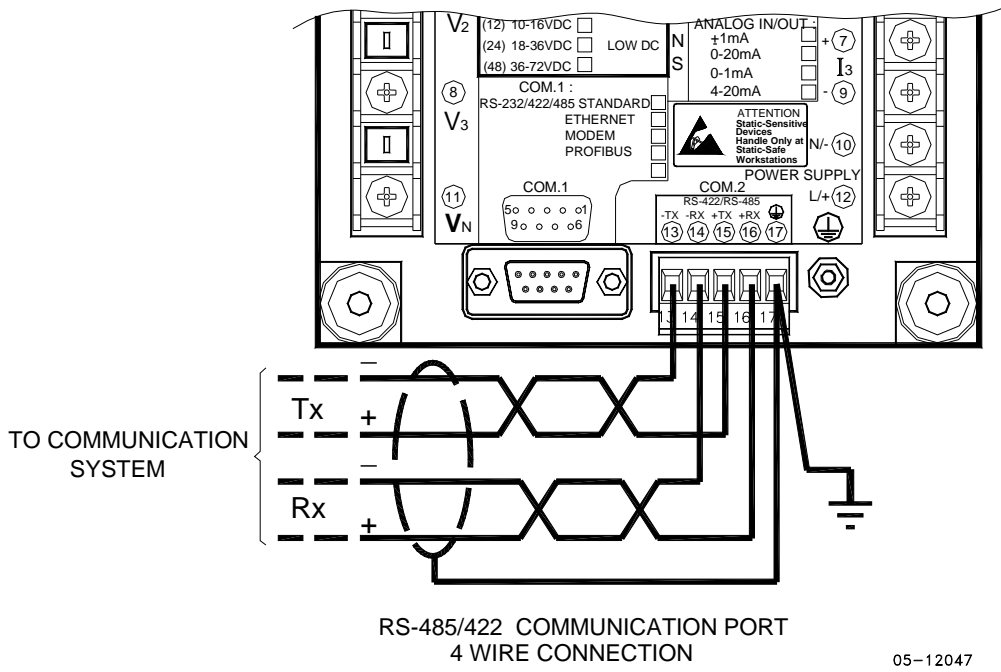 V2
(12) 10-16VDC
(24) 18-36VDC
(48) 36-72VDC
LOW DC
N
S
ANALOG IN/OUT :
±1mA
0-20mA
0-1mA
4-20mA
+ 7
I3
- 9
8
V3
COM.1 :
RS-232/422/485 STANDARD
ETHERNET
MODEM
PROFIBUS
ATTENTION
Static-Sensitive
Devices
Handle Only at
Static-Safe
Workstations
N/- 10
POWER SUPPLY
L/+ 12
11
VN
COM.1
5 1
9 6
COM.2
RS-422/RS-485
-TX -RX +TX +RX
13 14 15 16 17
13 14 15 16 17
TO COMMUNICATION
SYSTEM
−
Tx
+
−
Rx
+
RS-485/422 COMMUNICATION PORT
4 WIRE CONNECTION
05-12047